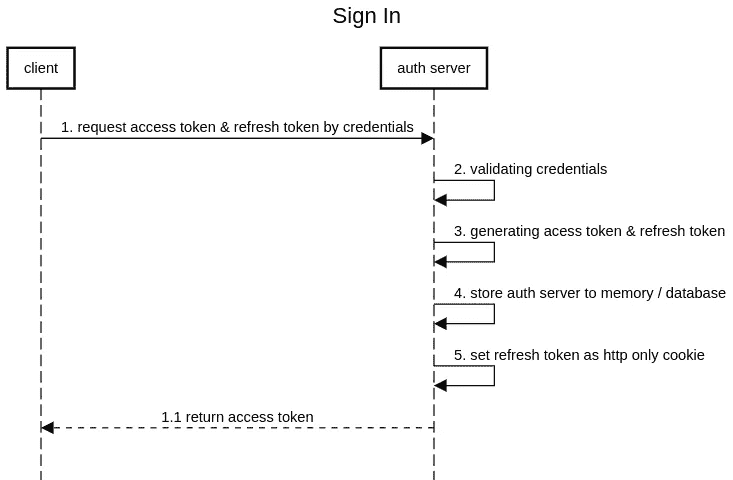 Sign In
client
auth server
1. request access token & refresh token by credentials
2. validating credentials
3. generating acess token & refresh token
4. store auth server to memory / database
5. set refresh token as http only cookie
1.1 return access token